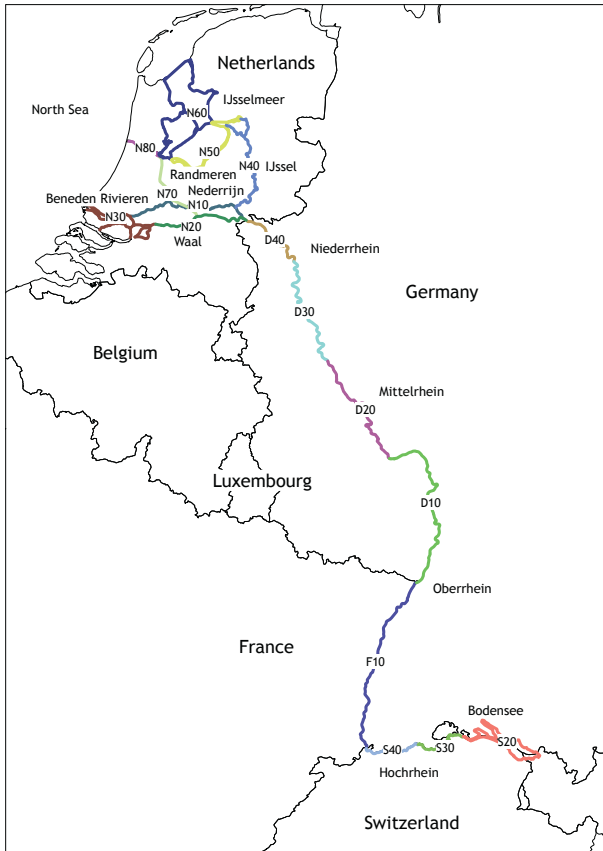 Netherlands
North Sea
IJsselmeer
N60
N80
N50
N40
IJssel
Randmeren
N70
Nederrijn
Beneden Rivieren
N10
N30
N20
Waal
D40
Niederrhein
Germany
D30
Belgium
Mittelrhein
D20
Luxembourg
D10
Oberrhein
France
F10
Bodensee
S20
S40
S30
Hochrhein
Switzerland